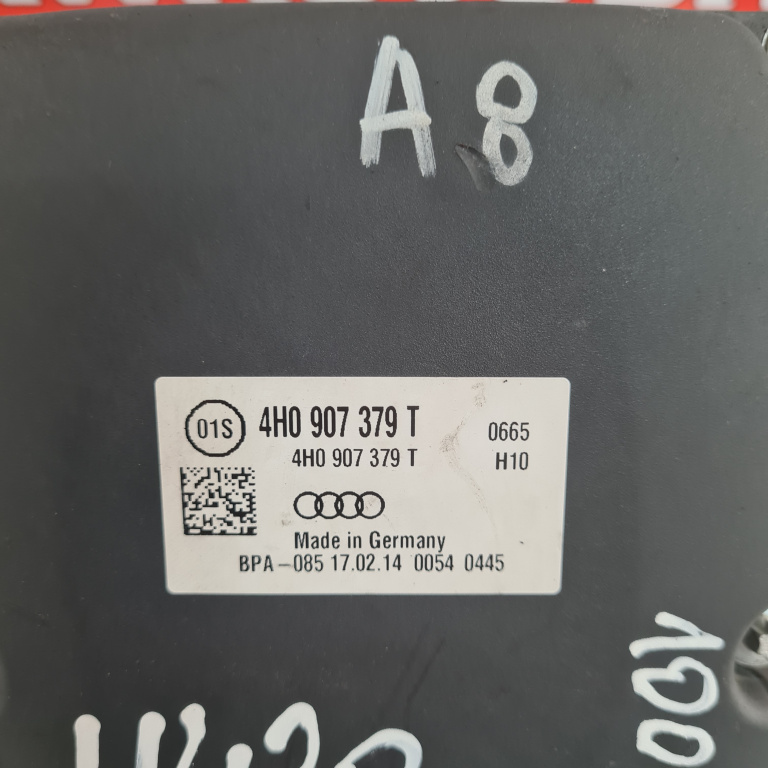 A8
01S 4H0 907 379 T 0665
4H0 907 379 T H10
Made in Germany
BPA-085 17.02.14 0054 0445